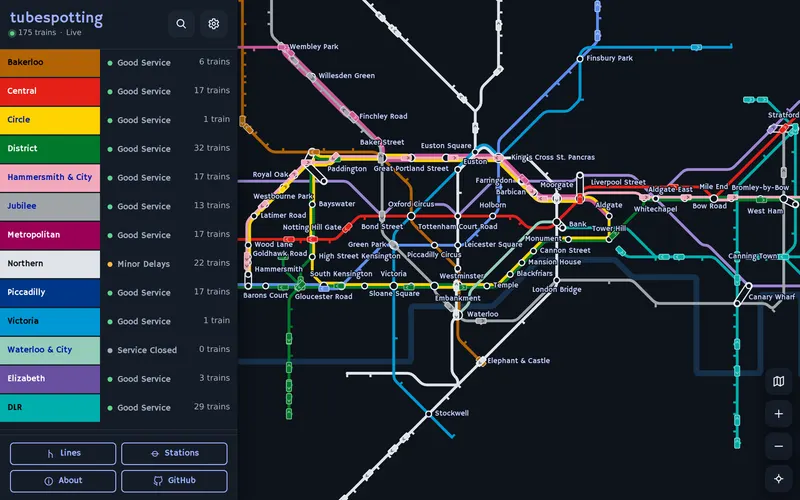 tubespotting
175 trains · Live
Bakerloo Good Service 6 trains
Central Good Service 17 trains
Circle Good Service 1 train
District Good Service 32 trains
Hammersmith & City Good Service 17 trains
Jubilee Good Service 13 trains
Metropolitan Good Service 17 trains
Northern Minor Delays 22 trains
Piccadilly Good Service 17 trains
Victoria Good Service 1 train
Waterloo & City Service Closed 0 trains
Elizabeth Good Service 3 trains
DLR Good Service 29 trains
Lines
Stations
About
GitHub
Wembley Park
Finsbury Park
Willesden Green
Finchley Road
Stratford
Baker Street
Euston Square
Euston
King's Cross St. Pancras
Paddington
Great Portland Street
Royal Oak
Farringdon
Barbican
Moorgate
Liverpool Street
Aldgate East
Mile End
Bromley-by-Bow
Westbourne Park
Bayswater
Oxford Circus
Holborn
Aldgate
Whitechapel
Bow Road
West Ham
Latimer Road
Notting Hill Gate
Bond Street
Tottenham Court Road
Bank
Tower Hill
Wood Lane
Green Park
Leicester Square
Monument
Goldhawk Road
High Street Kensington
Piccadilly Circus
Cannon Street
Canning Town
Hammersmith
South Kensington
Victoria
Westminster
Mansion House
Blackfriars
Barons Court
Gloucester Road
Sloane Square
Embankment
Temple
London Bridge
Canary Wharf
Waterloo
Elephant & Castle
Stockwell